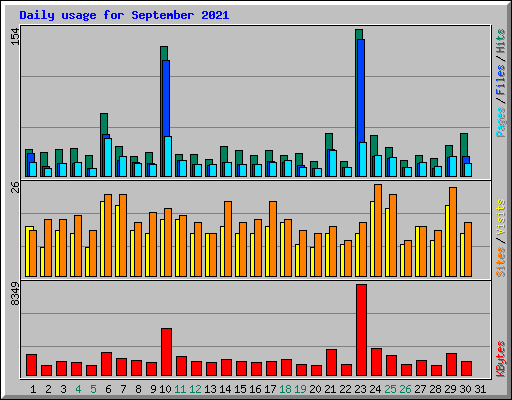 Daily usage for September 2021
154
Pages / Files / Hits
26
Sites / Visits
8349
KBytes
1 2 3 4 5 6 7 8 9 10 11 12 13 14 15 16 17 18 19 20 21 22 23 24 25 26 27 28 29 30 31